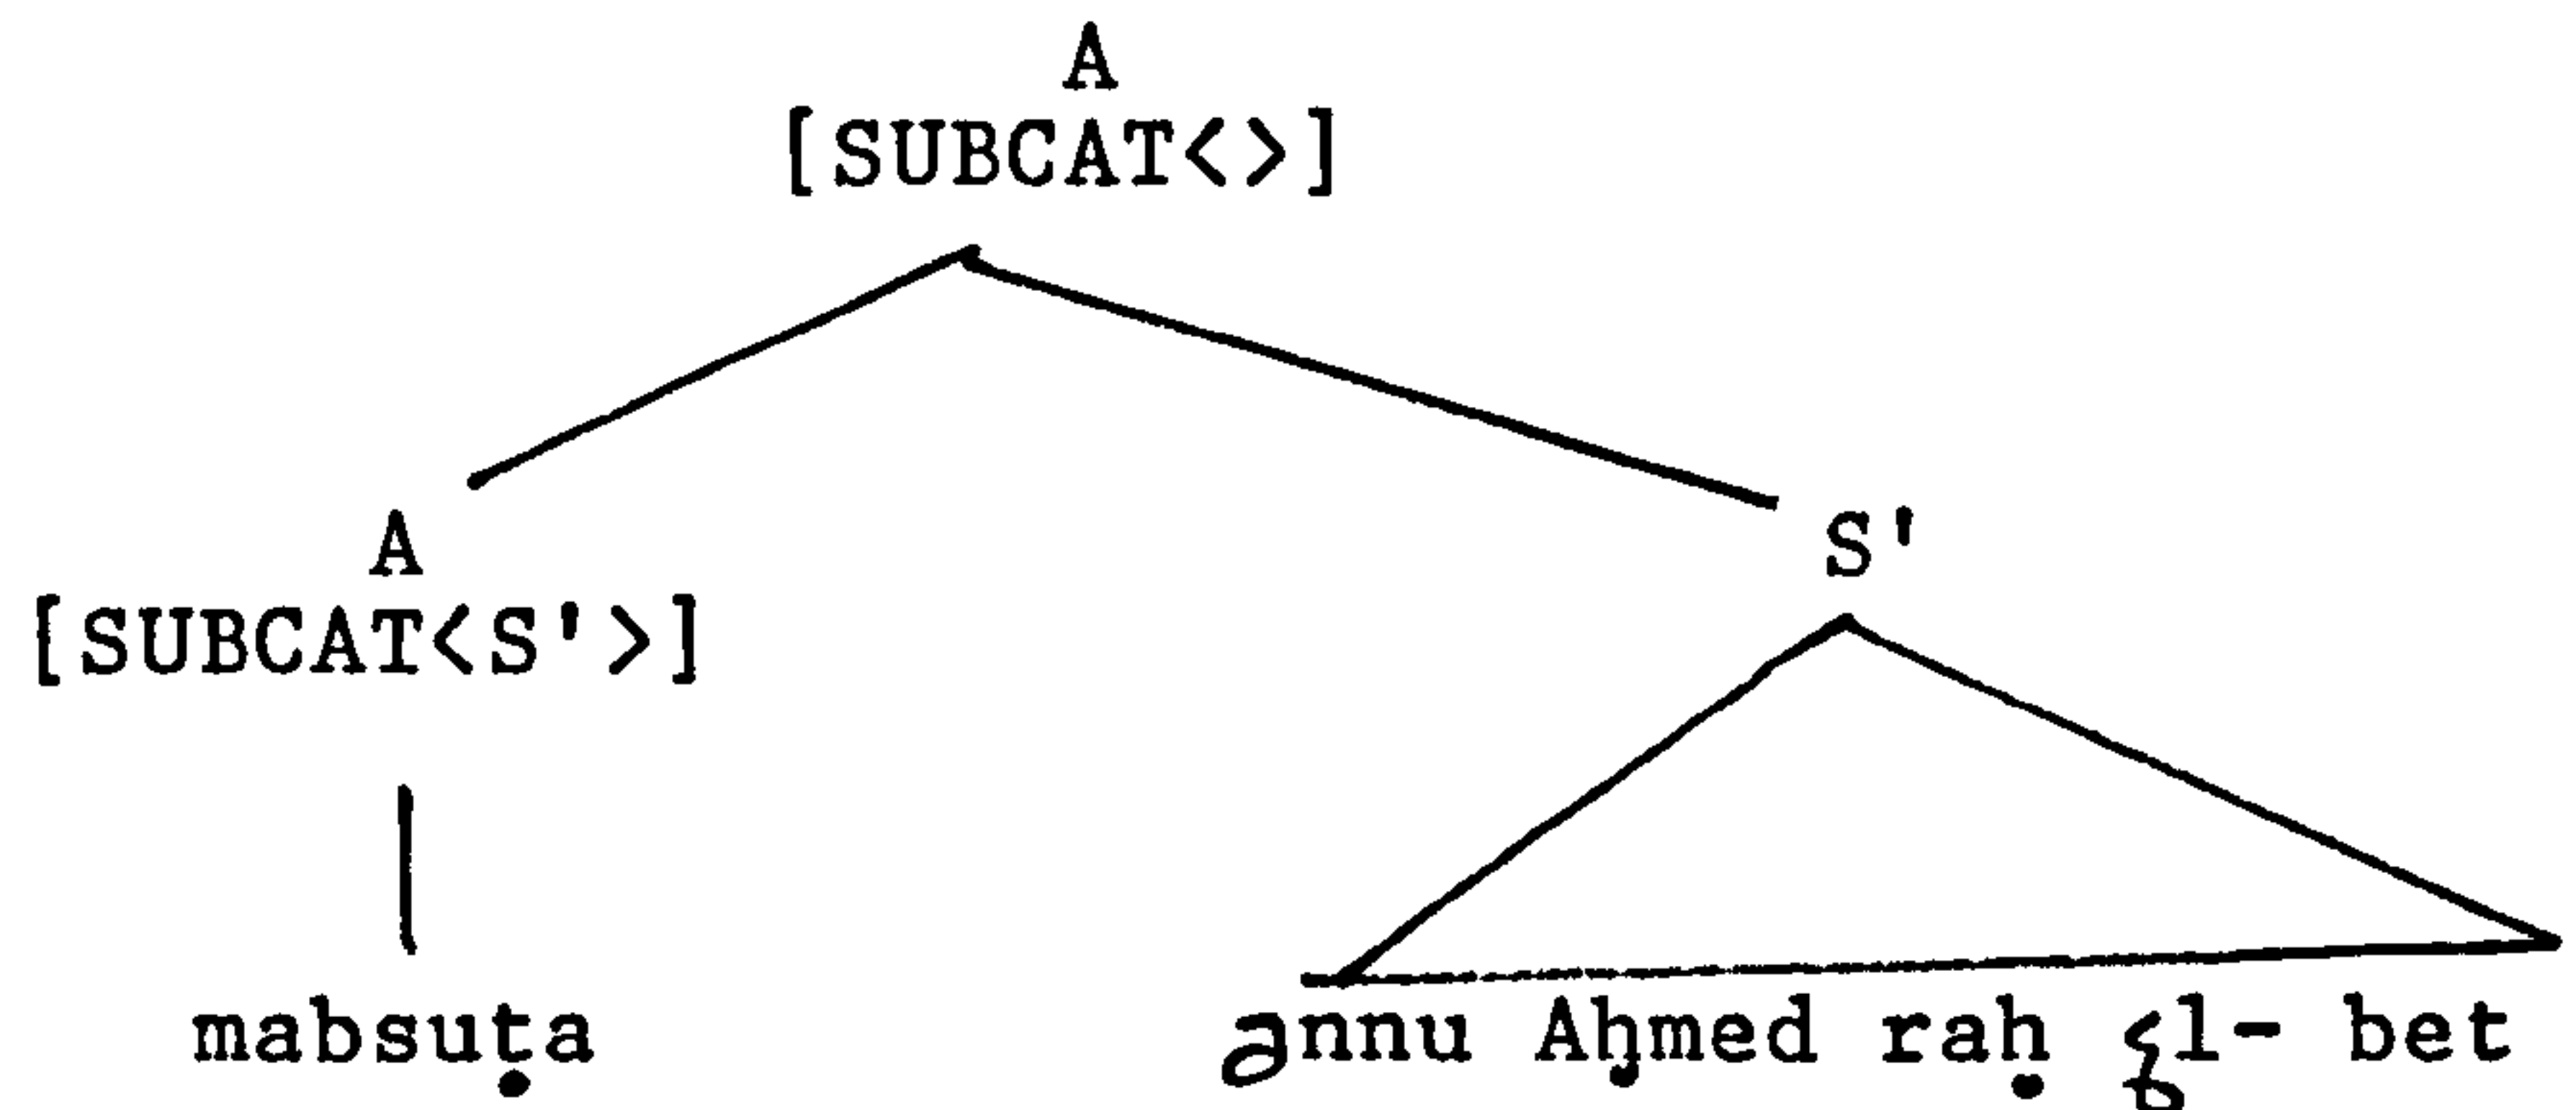 A
[SUBCAT<>]
A
[SUBCAT<S'>]
S'
mabsuṭa
ənnu Aḥmed raḥ ʕl- bet